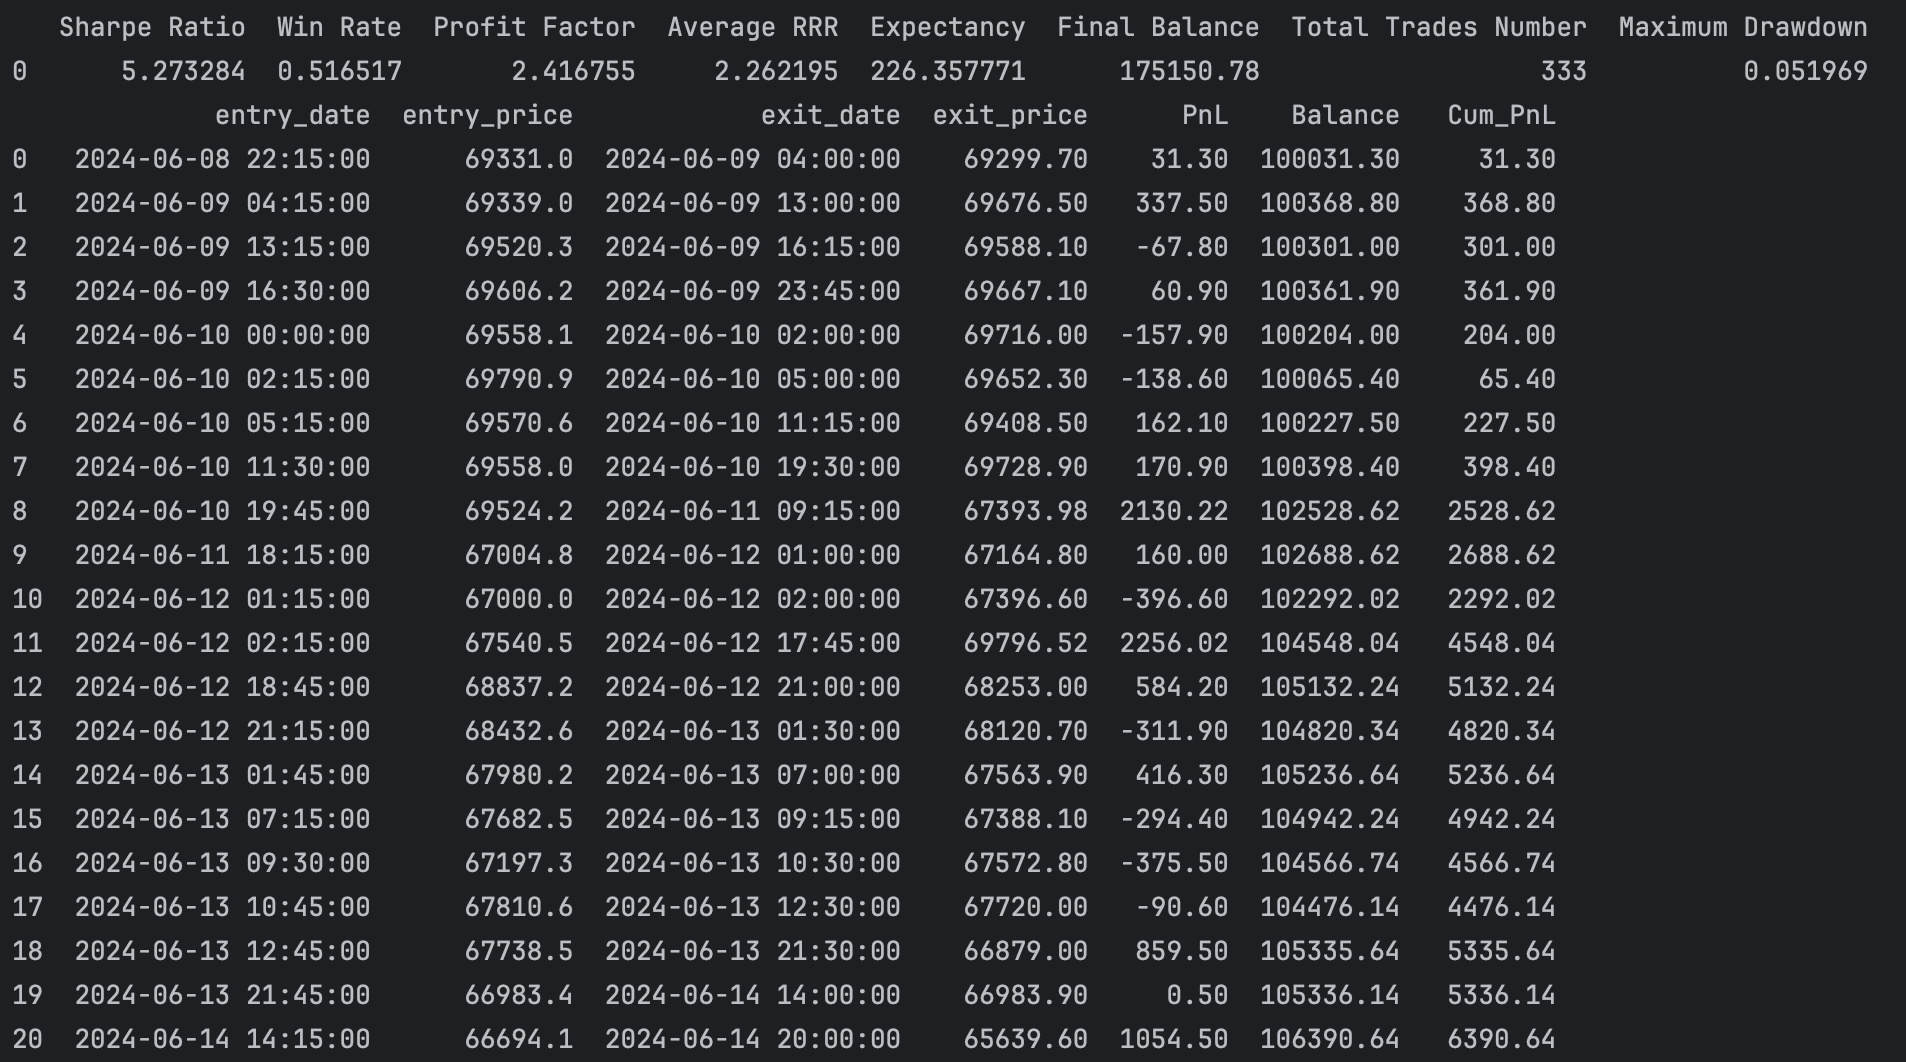 Sharpe Ratio  Win Rate  Profit Factor  Average RRR  Expectancy  Final Balance  Total Trades Number  Maximum Drawdown
0  5.273284  0.516517  2.416755  2.262195  226.357771  175150.78  333  0.051969
entry_date  entry_price  exit_date  exit_price  PnL  Balance  Cum_PnL
0  2024-06-08 22:15:00  69331.0  2024-06-09 04:00:00  69299.70  31.30  100031.30  31.30
1  2024-06-09 04:15:00  69339.0  2024-06-09 13:00:00  69676.50  337.50  100368.80  368.80
2  2024-06-09 13:15:00  69520.3  2024-06-09 16:15:00  69588.10  -67.80  100301.00  301.00
3  2024-06-09 16:30:00  69606.2  2024-06-09 23:45:00  69667.10  60.90  100361.90  361.90
4  2024-06-10 00:00:00  69558.1  2024-06-10 02:00:00  69716.00  -157.90  100204.00  204.00
5  2024-06-10 02:15:00  69790.9  2024-06-10 05:00:00  69652.30  -138.60  100065.40  65.40
6  2024-06-10 05:15:00  69570.6  2024-06-10 11:15:00  69408.50  162.10  100227.50  227.50
7  2024-06-10 11:30:00  69558.0  2024-06-10 19:30:00  69728.90  170.90  100398.40  398.40
8  2024-06-10 19:45:00  69524.2  2024-06-11 09:15:00  67393.98  2130.22  102528.62  2528.62
9  2024-06-11 18:15:00  67004.8  2024-06-12 01:00:00  67164.80  160.00  102688.62  2688.62
10  2024-06-12 01:15:00  67000.0  2024-06-12 02:00:00  67396.60  -396.60  102292.02  2292.02
11  2024-06-12 02:15:00  67540.5  2024-06-12 17:45:00  69796.52  2256.02  104548.04  4548.04
12  2024-06-12 18:45:00  68837.2  2024-06-12 21:00:00  68253.00  584.20  105132.24  5132.24
13  2024-06-12 21:15:00  68432.6  2024-06-13 01:30:00  68120.70  -311.90  104820.34  4820.34
14  2024-06-13 01:45:00  67980.2  2024-06-13 07:00:00  67563.90  416.30  105236.64  5236.64
15  2024-06-13 07:15:00  67682.5  2024-06-13 09:15:00  67388.10  -294.40  104942.24  4942.24
16  2024-06-13 09:30:00  67197.3  2024-06-13 10:30:00  67572.80  -375.50  104566.74  4566.74
17  2024-06-13 10:45:00  67810.6  2024-06-13 12:30:00  67720.00  -90.60  104476.14  4476.14
18  2024-06-13 12:45:00  67738.5  2024-06-13 21:30:00  66879.00  859.50  105335.64  5335.64
19  2024-06-13 21:45:00  66983.4  2024-06-14 14:00:00  66983.90  0.50  105336.14  5336.14
20  2024-06-14 14:15:00  66694.1  2024-06-14 20:00:00  65639.60  1054.50  106390.64  6390.64